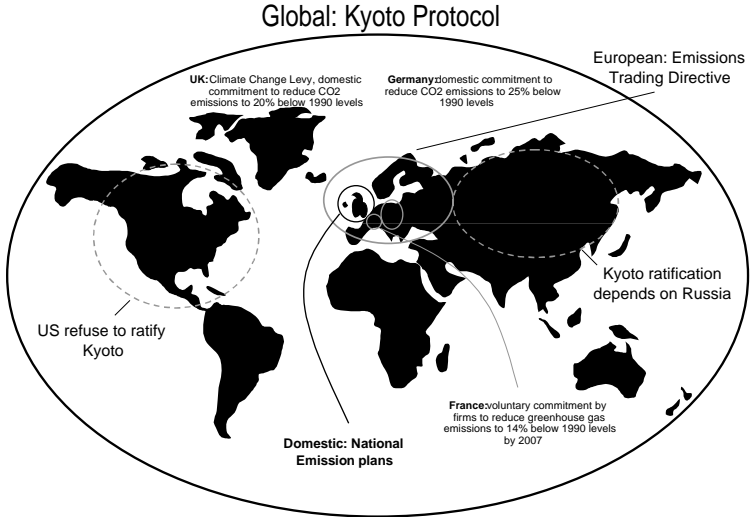 Global: Kyoto Protocol
UK:Climate Change Levy, domestic
commitment to reduce CO2
emissions to 20% below 1990 levels
Germany:domestic commitment to
reduce CO2 emissions to 25% below
1990 levels
European: Emissions
Trading Directive
Kyoto ratification
depends on Russia
US refuse to ratify
Kyoto
France:voluntary commitment by
firms to reduce greenhouse gas
emissions to 14% below 1990 levels
by 2007
Domestic: National
Emission plans